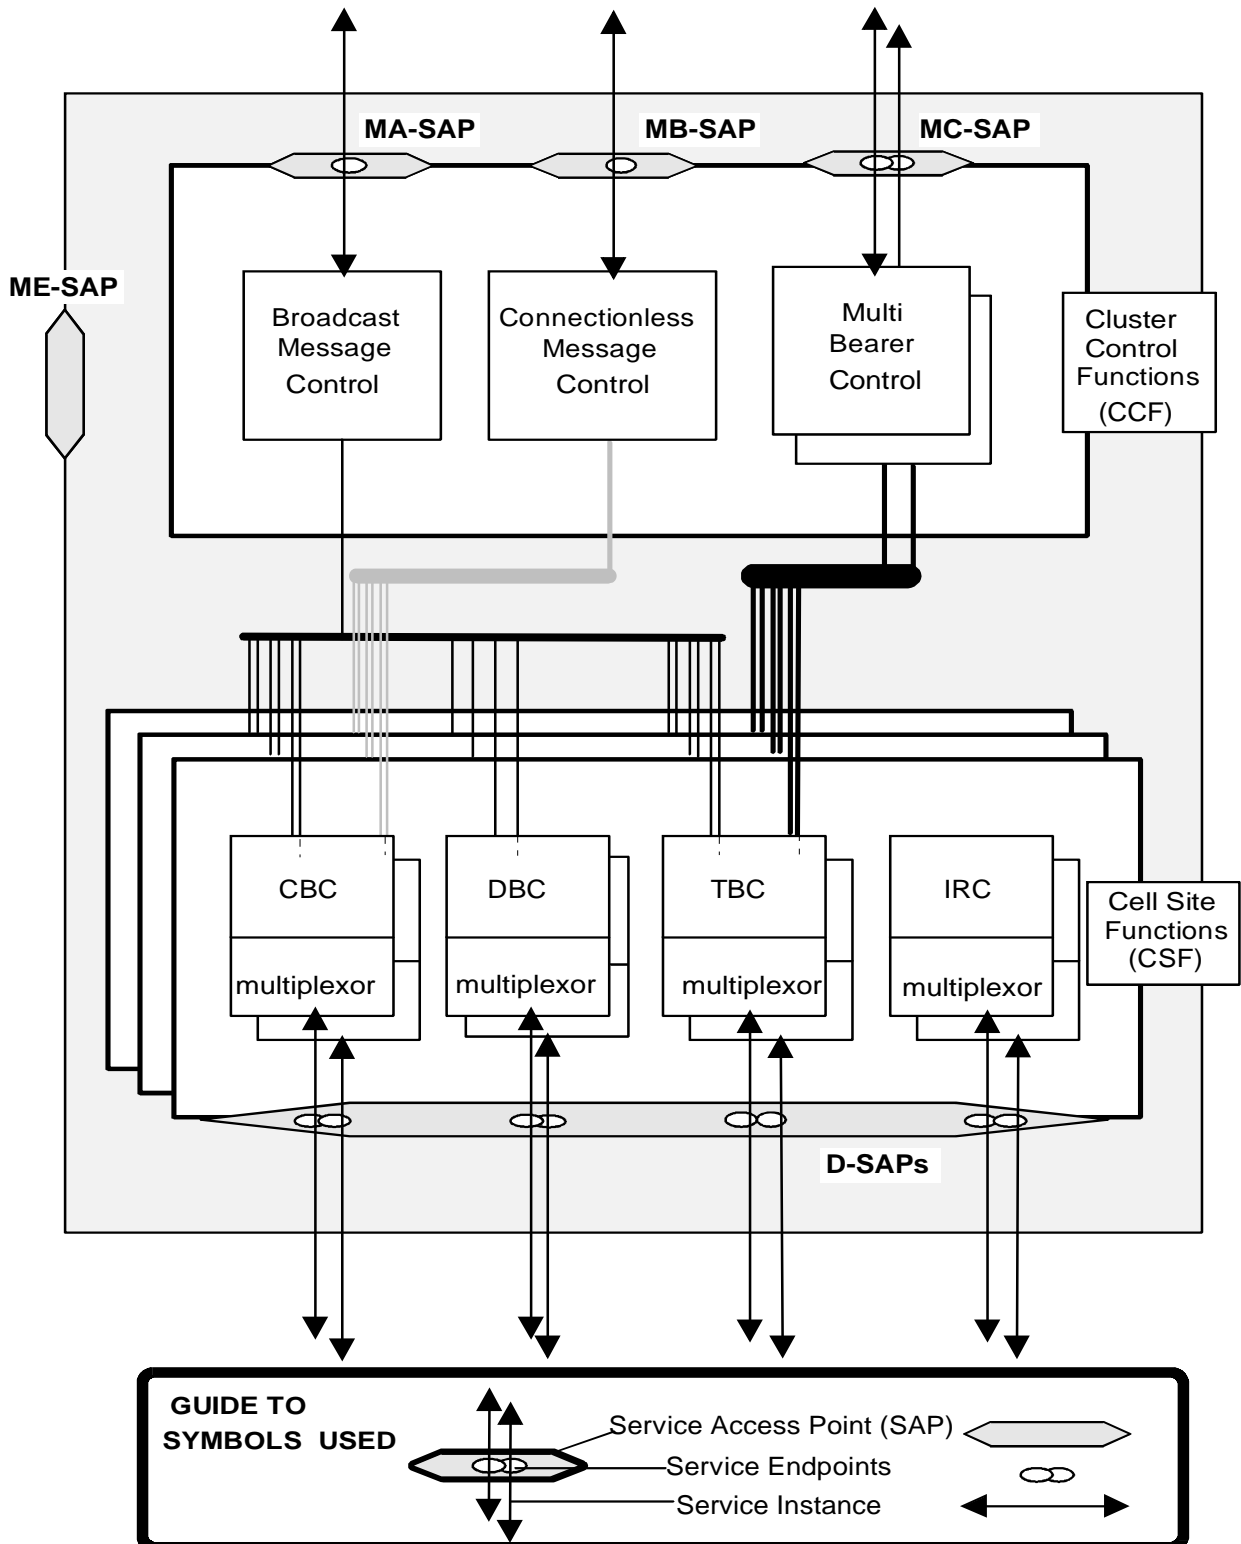 MA-SAP
MB-SAP
MC-SAP
ME-SAP
Broadcast
Message
Control
Connectionless
Message
Control
Multi
Bearer
Control
Cluster
Control
Functions
(CCF)
CBC
multiplexor
DBC
multiplexor
TBC
multiplexor
IRC
multiplexor
Cell Site
Functions
(CSF)
D-SAPs
GUIDE TO
SYMBOLS USED
Service Access Point (SAP)
Service Endpoints
Service Instance